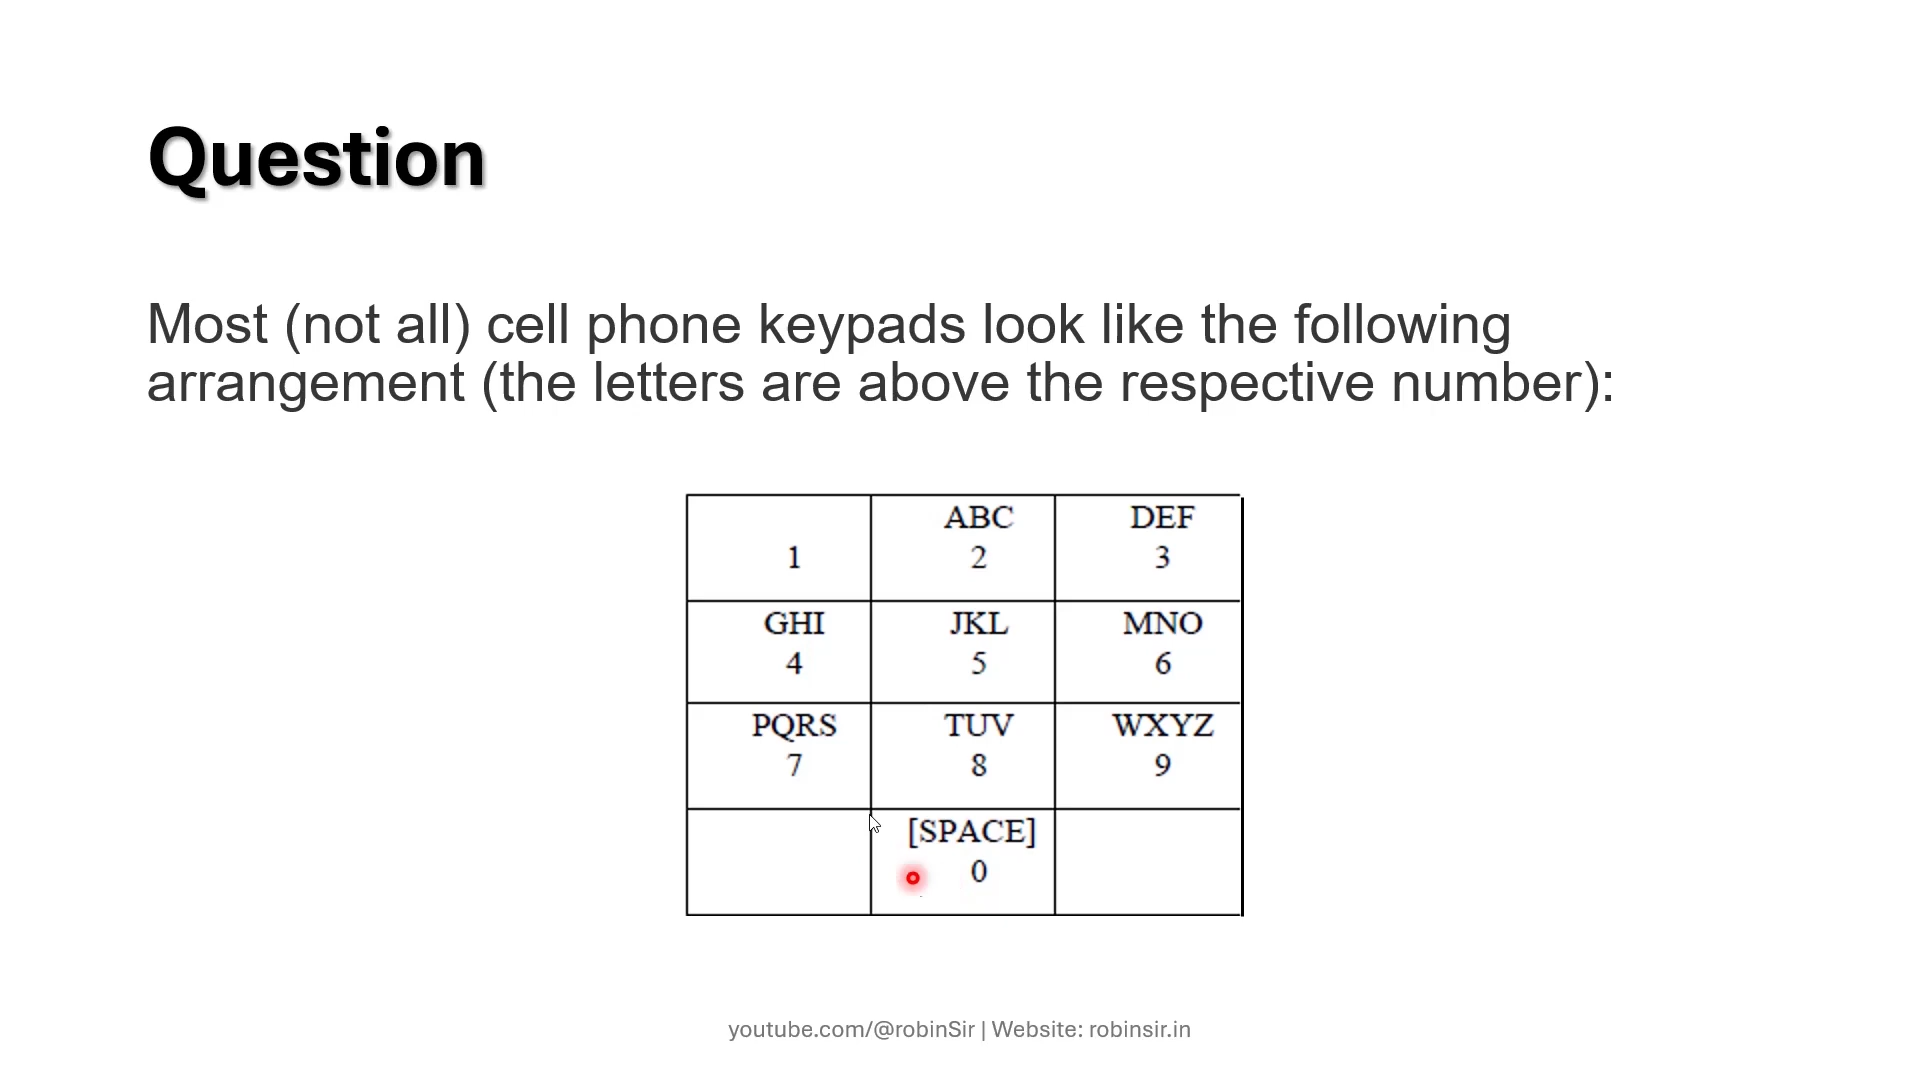 Question
Most (not all) cell phone keypads look like the following
arrangement (the letters are above the respective number):
ABC DEF
1 2 3
GHI JKL MNO
4 5 6
PQRS TUV WXYZ
7 8 9
[SPACE]
0
youtube.com/@robinSir | Website: robinsir.in